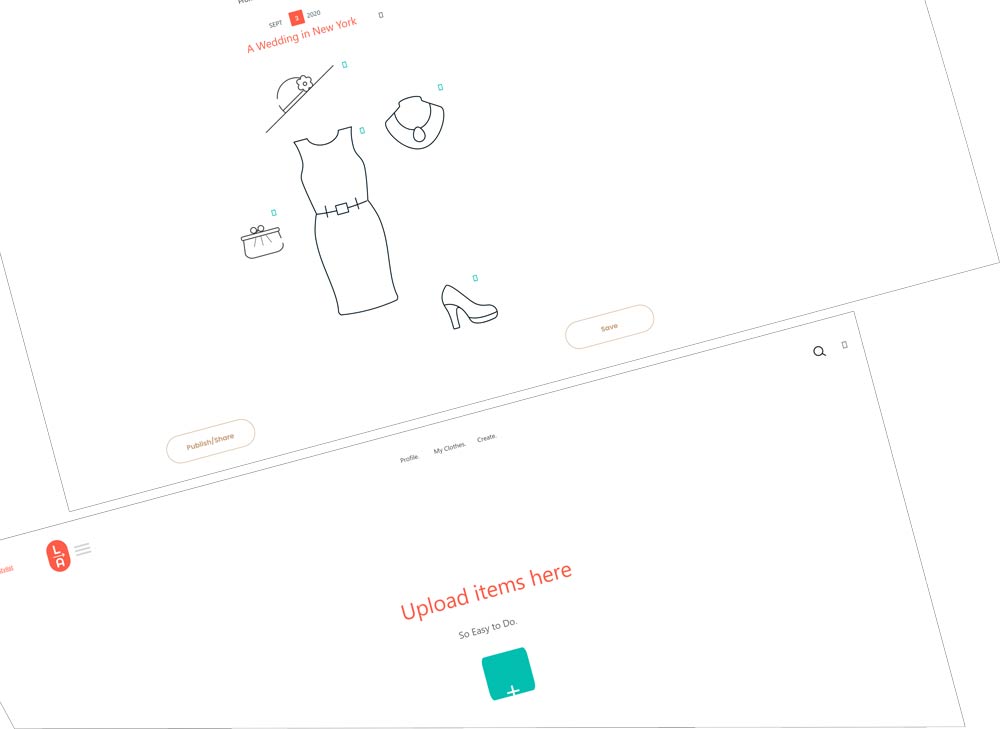 SEPT 2 2020
A Wedding in New York
Save
Publish/Share
Profile. My Clothes. Create.
L
A
Upload items here
So Easy to Do.
+